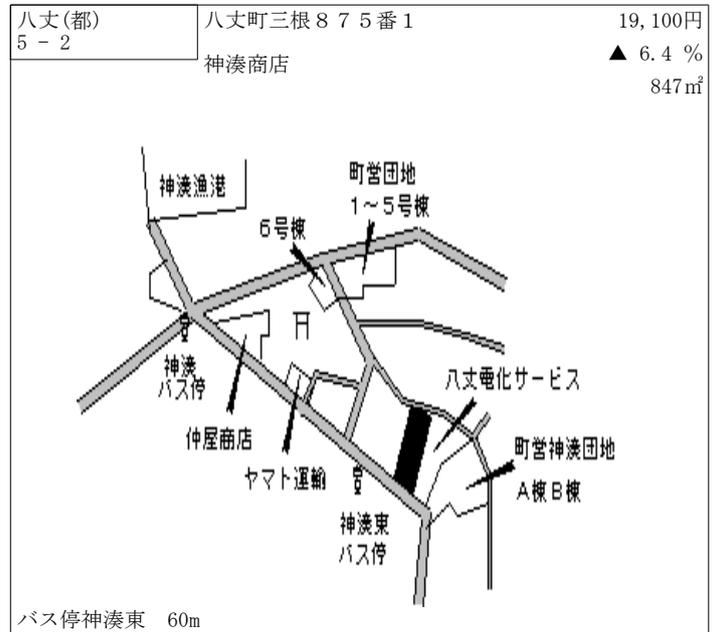 八丈(都)
5 - 2
八丈町三根８７５番１
神湊商店
19,100円
▲ 6.4 %
847㎡
神湊漁港
町営団地
1～5号棟
6号棟
神湊
バス停
仲屋商店
ヤマト運輸
八丈電化サービス
町営神湊団地
A棟B棟
神湊東
バス停
バス停神湊東　60m